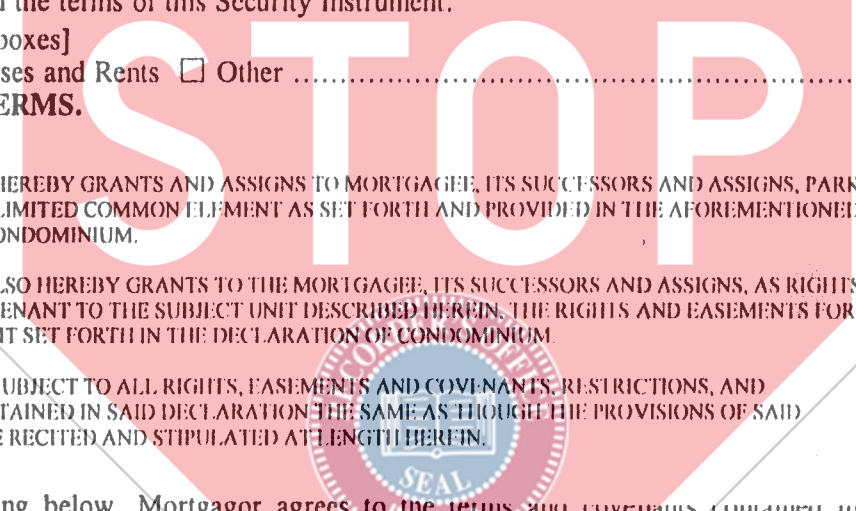 the terms of this Security Instrument.
boxes]
ses and Rents ☐ Other ........................................................
ERMS.
STOP
HEREBY GRANTS AND ASSIGNS TO MORTGAGEE, ITS SUCCESSORS AND ASSIGNS, PARK
LIMITED COMMON ELEMENT AS SET FORTH AND PROVIDED IN THE AFOREMENTIONED
ONDOMINIUM.
LSO HEREBY GRANTS TO THE MORTGAGEE, ITS SUCCESSORS AND ASSIGNS, AS RIGHTS
ENANT TO THE SUBJECT UNIT DESCRIBED HEREIN, THE RIGHTS AND EASEMENTS FOR
IT SET FORTH IN THE DECLARATION OF CONDOMINIUM.
UBJECT TO ALL RIGHTS, EASEMENTS AND COVENANTS, RESTRICTIONS, AND
TAINED IN SAID DECLARATION THE SAME AS THOUGH THE PROVISIONS OF SAID
E RECITED AND STIPULATED AT LENGTH HEREIN.
RECORDER'S OFFICE
SEAL
ng below, Mortgagor agrees to the terms and covenants contained in